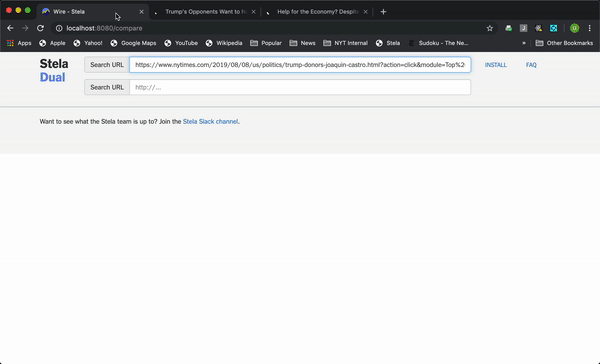 Wire - Stela
Trump's Opponents Want to N
Help for the Economy? Despit
localhost:8080/compare
Apps
Apple
Yahoo!
Google Maps
YouTube
Wikipedia
Popular
News
NYT Internal
Stela
Sudoku - The Ne...
»
Other Bookmarks
Stela
Dual
Search URL
https://www.nytimes.com/2019/08/08/us/politics/trump-donors-joaquin-castro.html?action=click&module=Top%2
INSTALL
FAQ
Search URL
http://...
Want to see what the Stela team is up to? Join the Stela Slack channel.